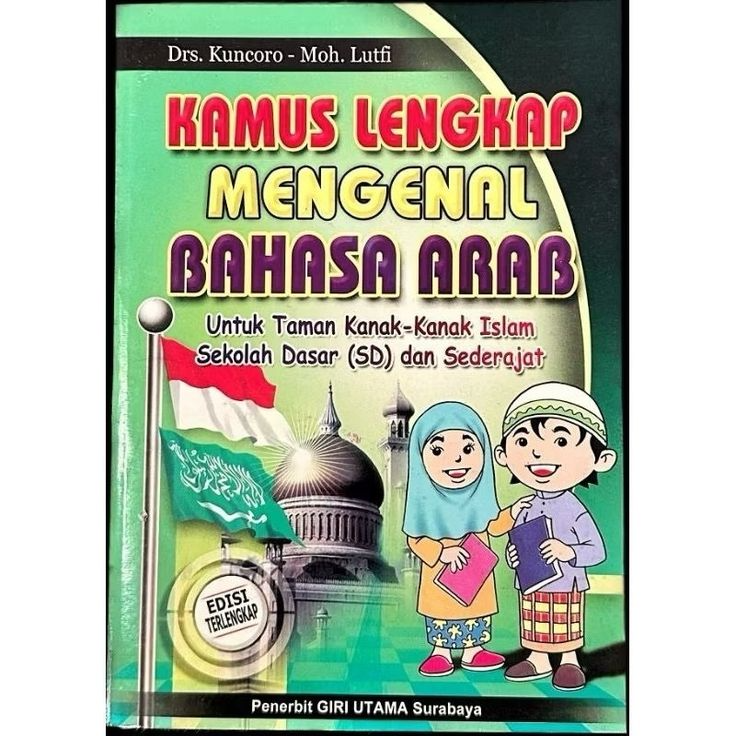 Drs. Kuncoro - Moh. Lutfi
KAMUS LENGKAP
MENGENAL
BAHASA ARAB
Untuk Taman Kanak-Kanak Islam
Sekolah Dasar (SD) dan Sederajat
EDISI
TERLENGKAP
Penerbit GIRI UTAMA Surabaya